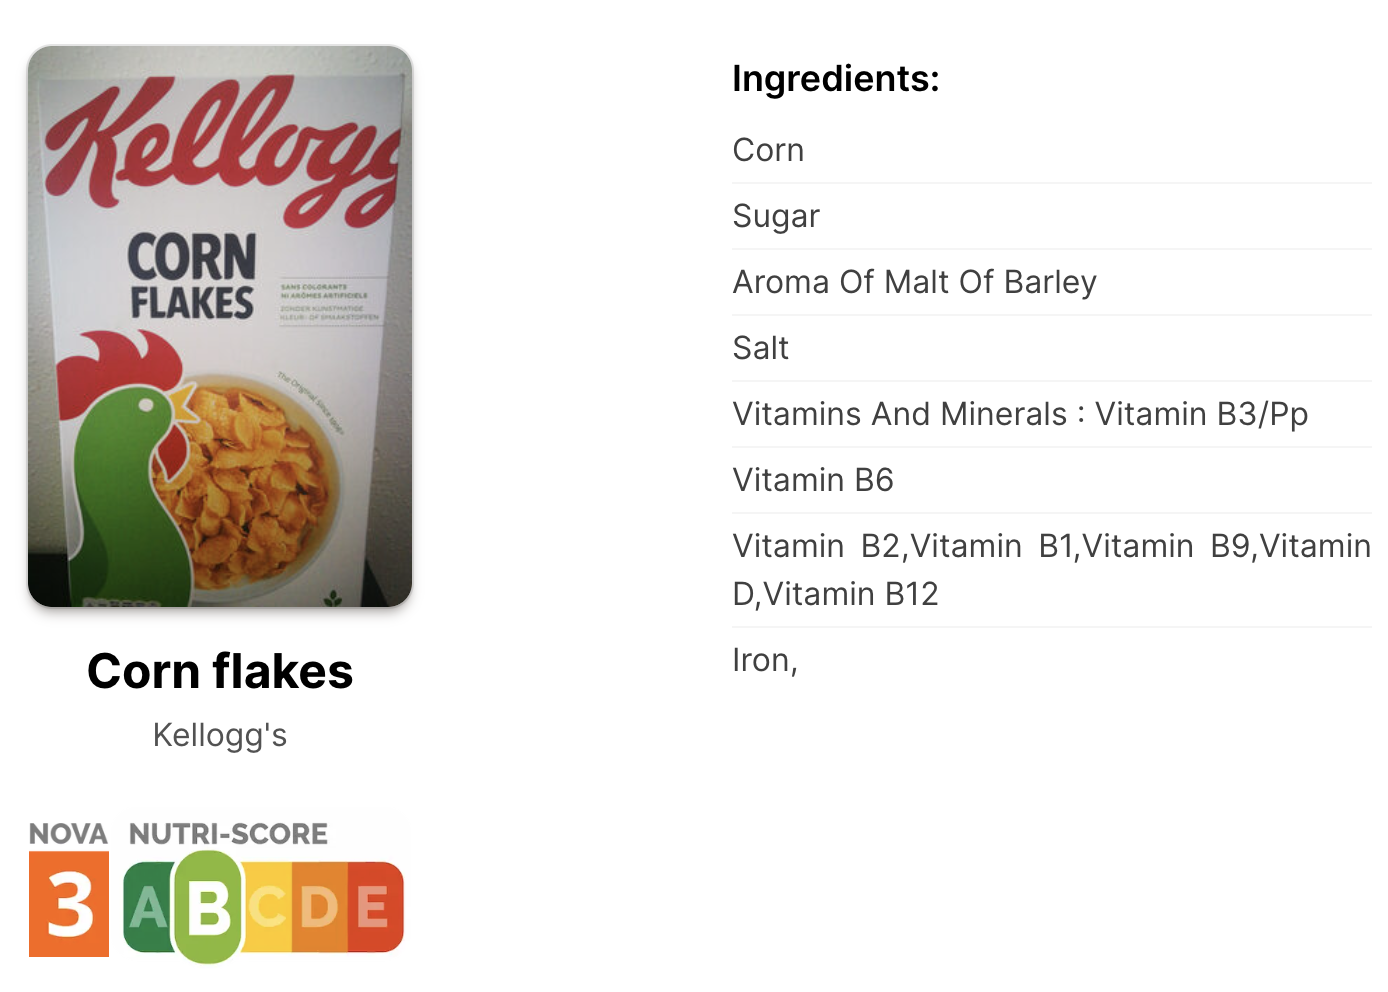 Kellogg
CORN
FLAKES
SANS COLORANTS
NI ARÔMES ARTIFICIELS
ZONDER KUNSTMATIGE
KLEUR- OF SMAAKSTOFFEN
The Original since 1906
Corn flakes
Kellogg's
NOVA
3
NUTRI-SCORE
A B C D E
Ingredients:
Corn
Sugar
Aroma Of Malt Of Barley
Salt
Vitamins And Minerals : Vitamin B3/Pp
Vitamin B6
Vitamin B2,Vitamin B1,Vitamin B9,Vitamin
D,Vitamin B12
Iron,